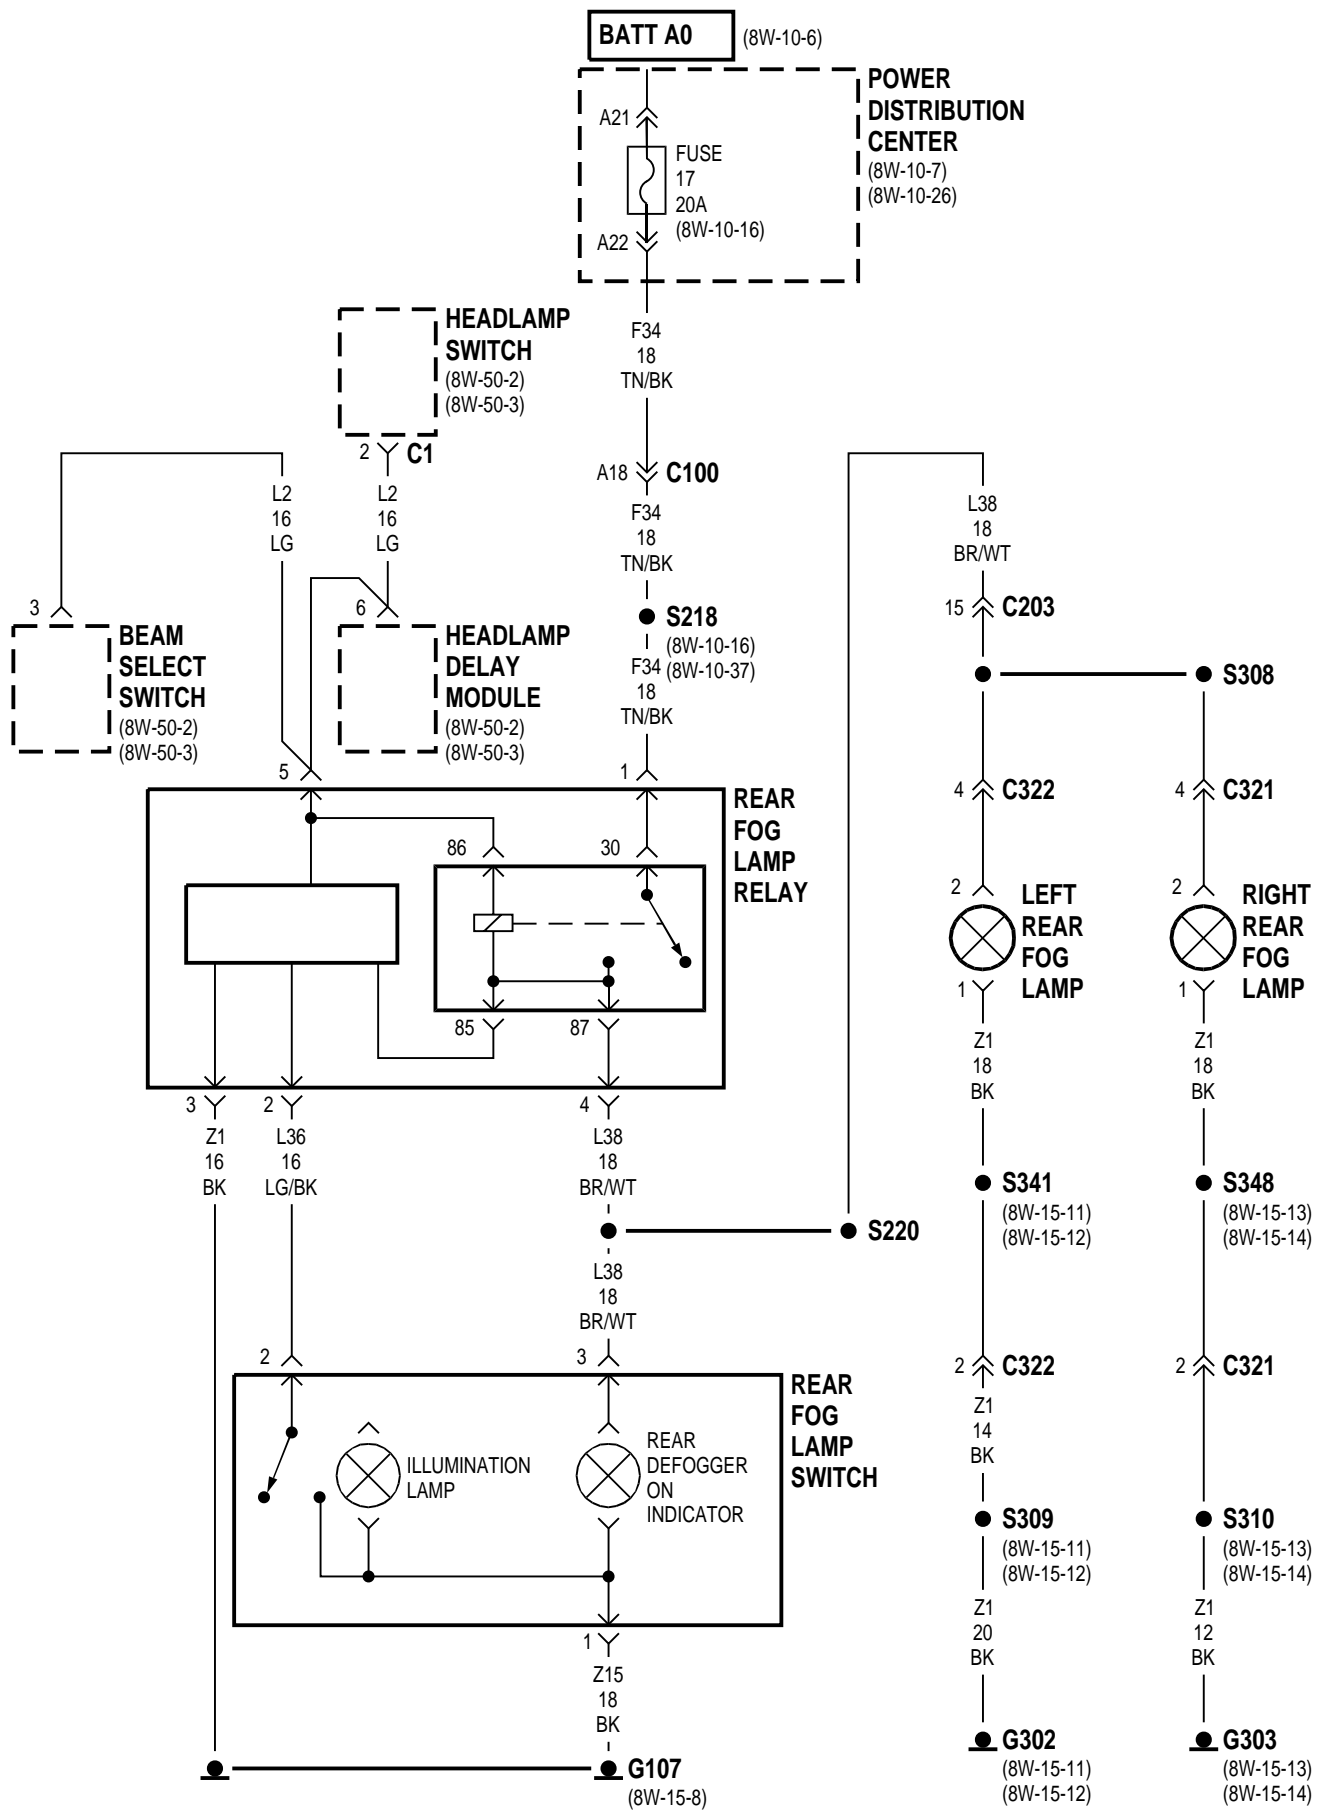 BATT A0
(8W-10-6)
POWER
DISTRIBUTION
CENTER
(8W-10-7)
(8W-10-26)
A21
FUSE
17
20A
(8W-10-16)
A22
HEADLAMP
SWITCH
(8W-50-2)
(8W-50-3)
F34
18
TN/BK
2
C1
A18
C100
L2
16
LG
L2
16
LG
F34
18
TN/BK
L38
18
BR/WT
3
6
S218
(8W-10-16)
(8W-10-37)
15
C203
BEAM
SELECT
SWITCH
(8W-50-2)
(8W-50-3)
HEADLAMP
DELAY
MODULE
(8W-50-2)
(8W-50-3)
F34
18
TN/BK
S308
5
1
4
C322
4
C321
REAR
FOG
LAMP
RELAY
86
30
2
LEFT
REAR
FOG
LAMP
1
2
RIGHT
REAR
FOG
LAMP
1
85
87
Z1
18
BK
Z1
18
BK
3
2
4
Z1
16
BK
L36
16
LG/BK
L38
18
BR/WT
S341
(8W-15-11)
(8W-15-12)
S348
(8W-15-13)
(8W-15-14)
S220
L38
18
BR/WT
2
3
2
C322
2
C321
REAR
FOG
LAMP
SWITCH
ILLUMINATION
LAMP
REAR
DEFOGGER
ON
INDICATOR
Z1
14
BK
S309
(8W-15-11)
(8W-15-12)
S310
(8W-15-13)
(8W-15-14)
Z1
20
BK
Z1
12
BK
1
Z15
18
BK
G107
(8W-15-8)
G302
(8W-15-11)
(8W-15-12)
G303
(8W-15-13)
(8W-15-14)